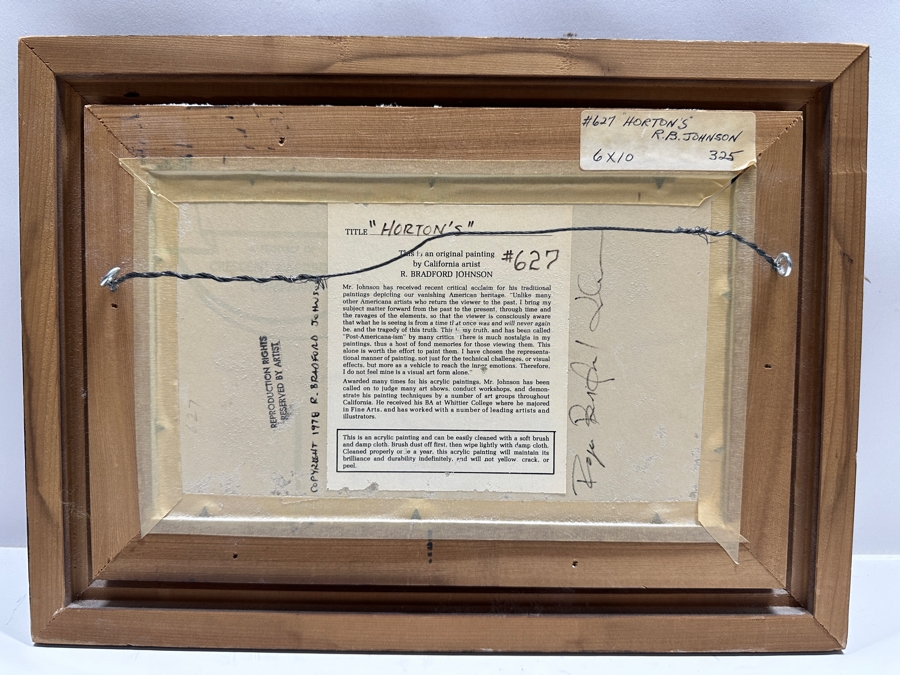 #627 "HORTON'S"
R.B. JOHNSON
6X10 325
TITLE "HORTON'S"
This is an original painting
by California artist
R. BRADFORD JOHNSON
#627
Mr. Johnson has received recent critical acclaim for his traditional
paintings depicting our vanishing American heritage. "Unlike many
other Americana artists who return the viewer to the past, I bring my
subject matter forward from the past to the present, through time and
the ravages of the elements, so that the viewer is consciously aware
that what he is seeing is from a time that once was and will never again
be, and the tragedy of this truth. This is my truth, and has been called
"Post-Americana-ism" by many critics. There is much nostalgia in my
paintings, thus a host of fond memories for those viewing them. This
alone is worth the effort to paint them. I have chosen the representa-
tional manner of painting, not just for the technical challenges, or visual
effects, but more as a vehicle to reach the inner emotions. Therefore,
I do not feel mine is a visual art form alone."
Awarded many times for his acrylic paintings, Mr. Johnson has been
called on to judge many art shows, conduct workshops, and demon-
strate his painting techniques by a number of art groups throughout
California. He received his BA at Whittier College where he majored
in Fine Arts, and has worked with a number of leading artists and
illustrators.
This is an acrylic painting and can be easily cleaned with a soft brush
and damp cloth. Brush dust off first, then wipe lightly with damp cloth.
Cleaned properly once a year, this acrylic painting will maintain its
brilliance and durability indefinitely, and will not yellow, crack, or
peel.
REPRODUCTION RIGHTS
RESERVED BY ARTIST
COPYRIGHT 1978 R. BRADFORD JOHNSON
Roger Bradford Johnson
27